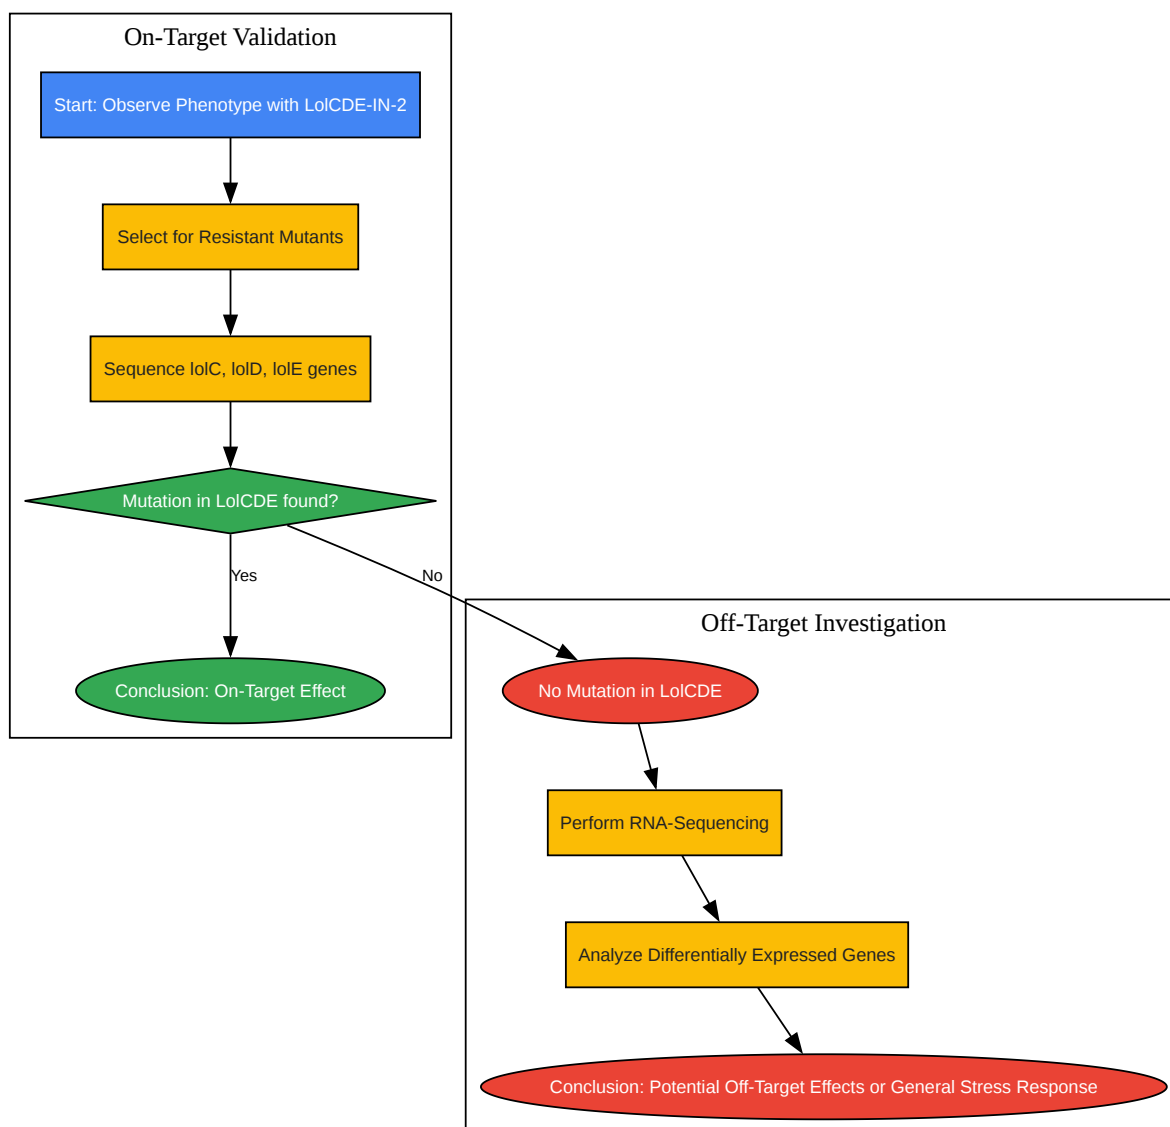 On-Target Validation
Start: Observe Phenotype with LolCDE-IN-2
Select for Resistant Mutants
Sequence lolC, lolD, lolE genes
Mutation in LolCDE found?
Yes
No
Conclusion: On-Target Effect
Off-Target Investigation
No Mutation in LolCDE
Perform RNA-Sequencing
Analyze Differentially Expressed Genes
Conclusion: Potential Off-Target Effects or General Stress Response